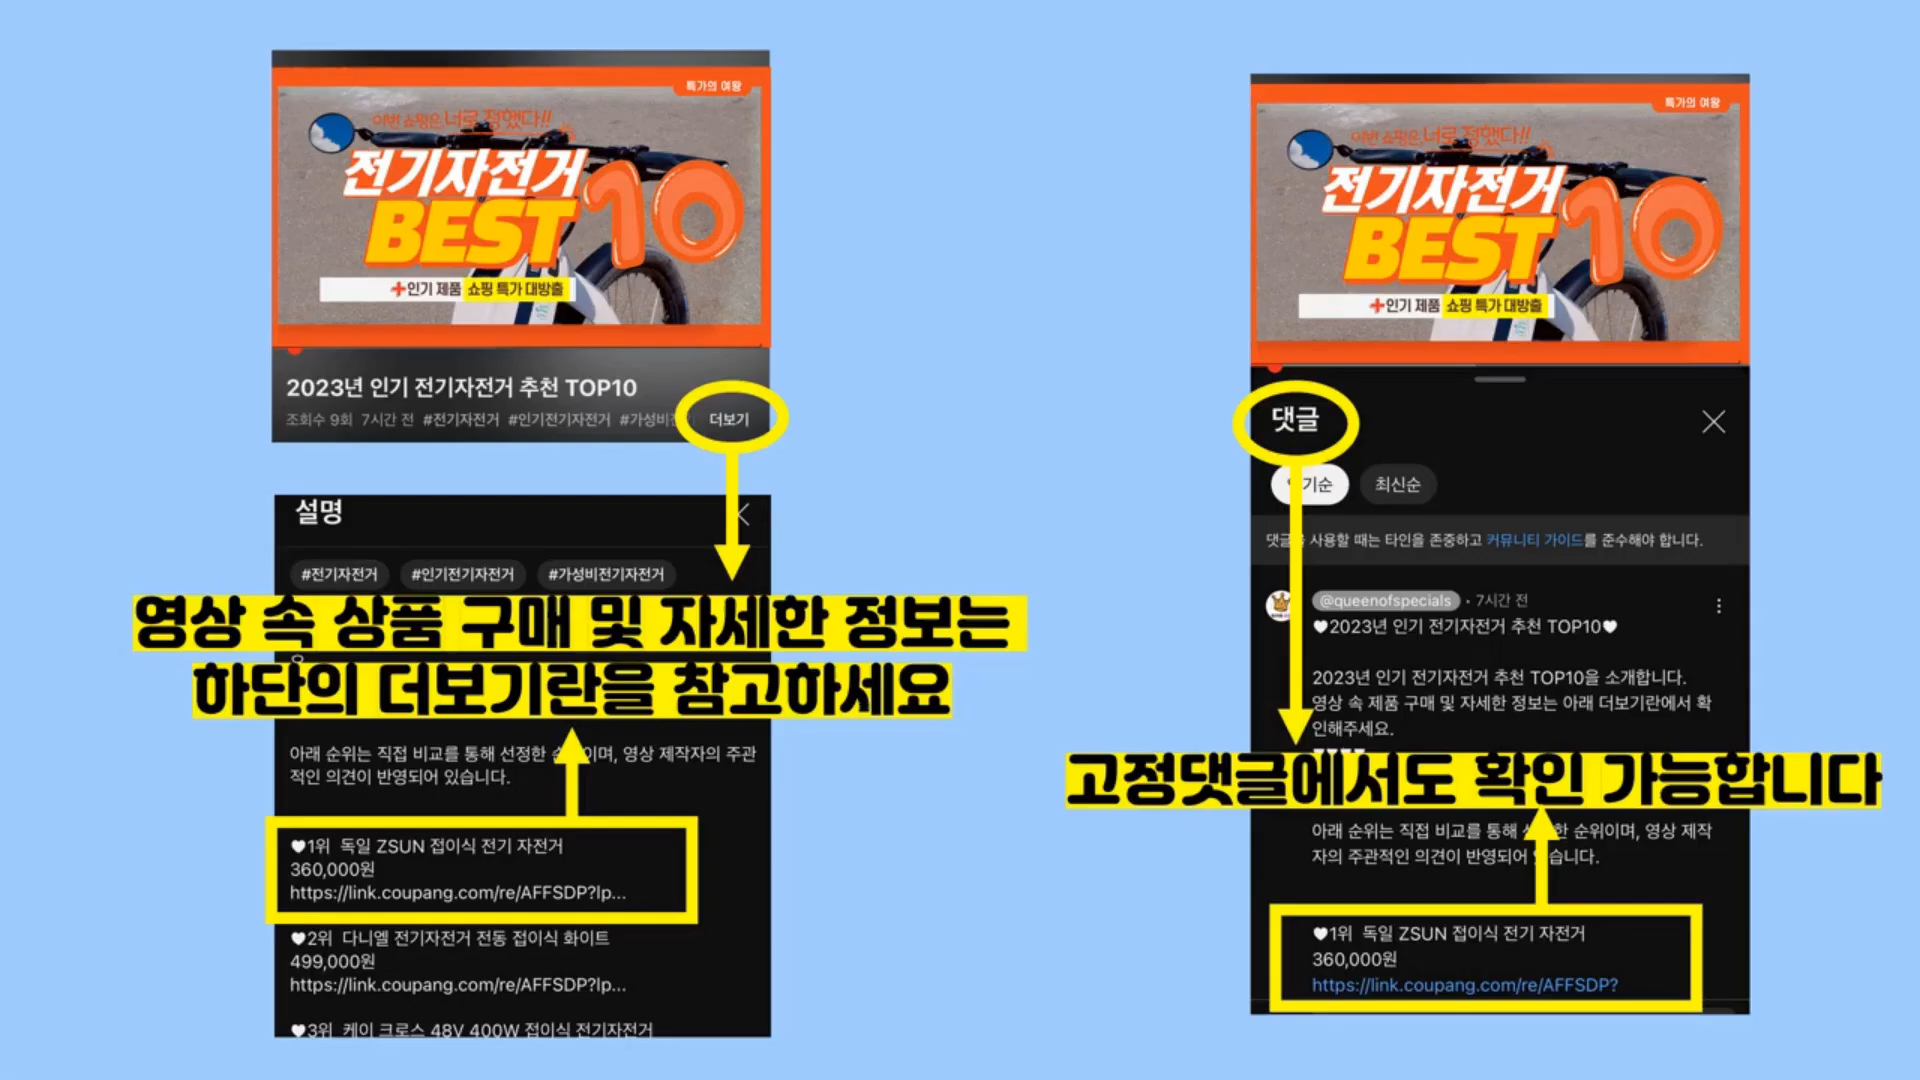 특가의 여왕
이번 쇼핑은 너로 정했다!!
전기자전거
BEST 10
+인기 제품 쇼핑 특가 대방출
2023년 인기 전기자전거 추천 TOP10
조회수 9회 7시간 전 #전기자전거 #인기전기자전거 #가성비전 더보기
설명
#전기자전거 #인기전기자전거 #가성비전기자전거
영상 속 상품 구매 및 자세한 정보는
하단의 더보기란을 참고하세요
아래 순위는 직접 비교를 통해 선정한 이며, 영상 제작자의 주관
적인 의견이 반영되어 있습니다.
♥1위 독일 ZSUN 접이식 전기 자전거
360,000원
https://link.coupang.com/re/AFFSDP?lp...
♥2위 다니엘 전기자전거 전동 접이식 화이트
499,000원
https://link.coupang.com/re/AFFSDP?lp...
♥3위 케이 크로스 48V 400W 접이식 전기자전거
특가의 여왕
이번 쇼핑은 너로 정했다!!
전기자전거
BEST 10
+인기 제품 쇼핑 특가 대방출
댓글
기순 최신순
댓글 사용할 때는 타인을 존중하고 커뮤니티 가이드를 준수해야 합니다.
@queenofspecials · 7시간 전
♥2023년 인기 전기자전거 추천 TOP10♥
2023년 인기 전기자전거 추천 TOP10을 소개합니다.
영상 속 제품 구매 및 자세한 정보는 아래 더보기란에서 확
인해주세요.
고정댓글에서도 확인 가능합니다
아래 순위는 직접 비교를 통해 한 순위이며, 영상 제작
자의 주관적인 의견이 반영되어 습니다.
♥1위 독일 ZSUN 접이식 전기 자전거
360,000원
https://link.coupang.com/re/AFFSDP?